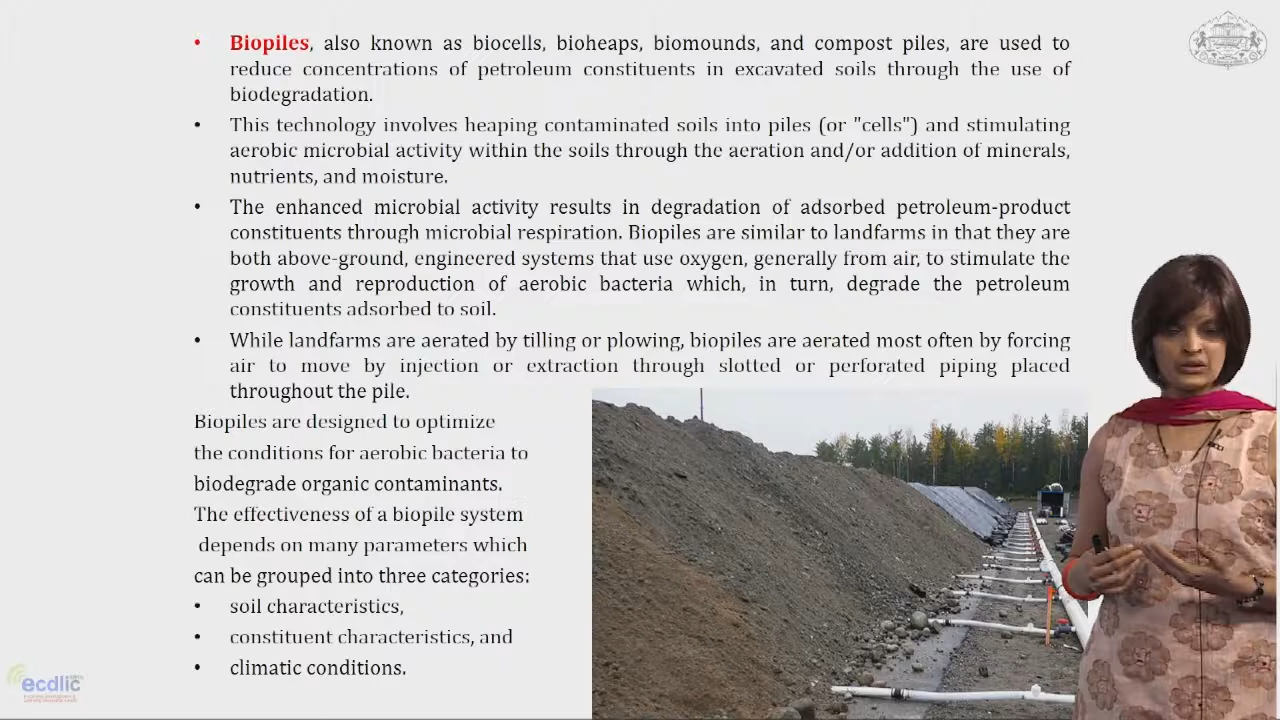 • Biopiles, also known as biocells, bioheaps, biomounds, and compost piles, are used to
reduce concentrations of petroleum constituents in excavated soils through the use of
biodegradation.
• This technology involves heaping contaminated soils into piles (or "cells") and stimulating
aerobic microbial activity within the soils through the aeration and/or addition of minerals,
nutrients, and moisture.
• The enhanced microbial activity results in degradation of adsorbed petroleum-product
constituents through microbial respiration. Biopiles are similar to landfarms in that they are
both above-ground, engineered systems that use oxygen, generally from air, to stimulate the
growth and reproduction of aerobic bacteria which, in turn, degrade the petroleum
constituents adsorbed to soil.
• While landfarms are aerated by tilling or plowing, biopiles are aerated most often by forcing
air to move by injection or extraction through slotted or perforated piping placed
throughout the pile.
Biopiles are designed to optimize
the conditions for aerobic bacteria to
biodegrade organic contaminants.
The effectiveness of a biopile system
depends on many parameters which
can be grouped into three categories:
• soil characteristics,
• constituent characteristics, and
• climatic conditions.
ecdlic